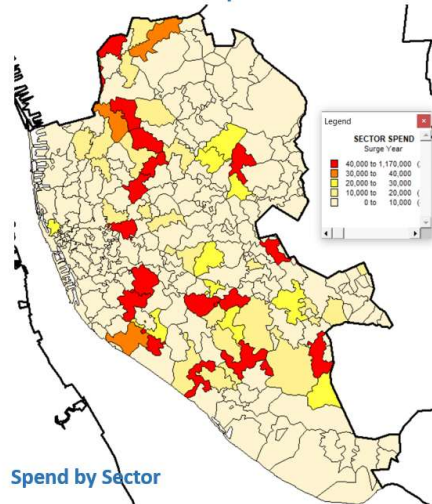 Legend
SECTOR SPEND
Surge Year
40,000 to 1,170,000 (
30,000 to 40,000 (
20,000 to 30,000 (
10,000 to 20,000 (
0 to 10,000 (
Spend by Sector